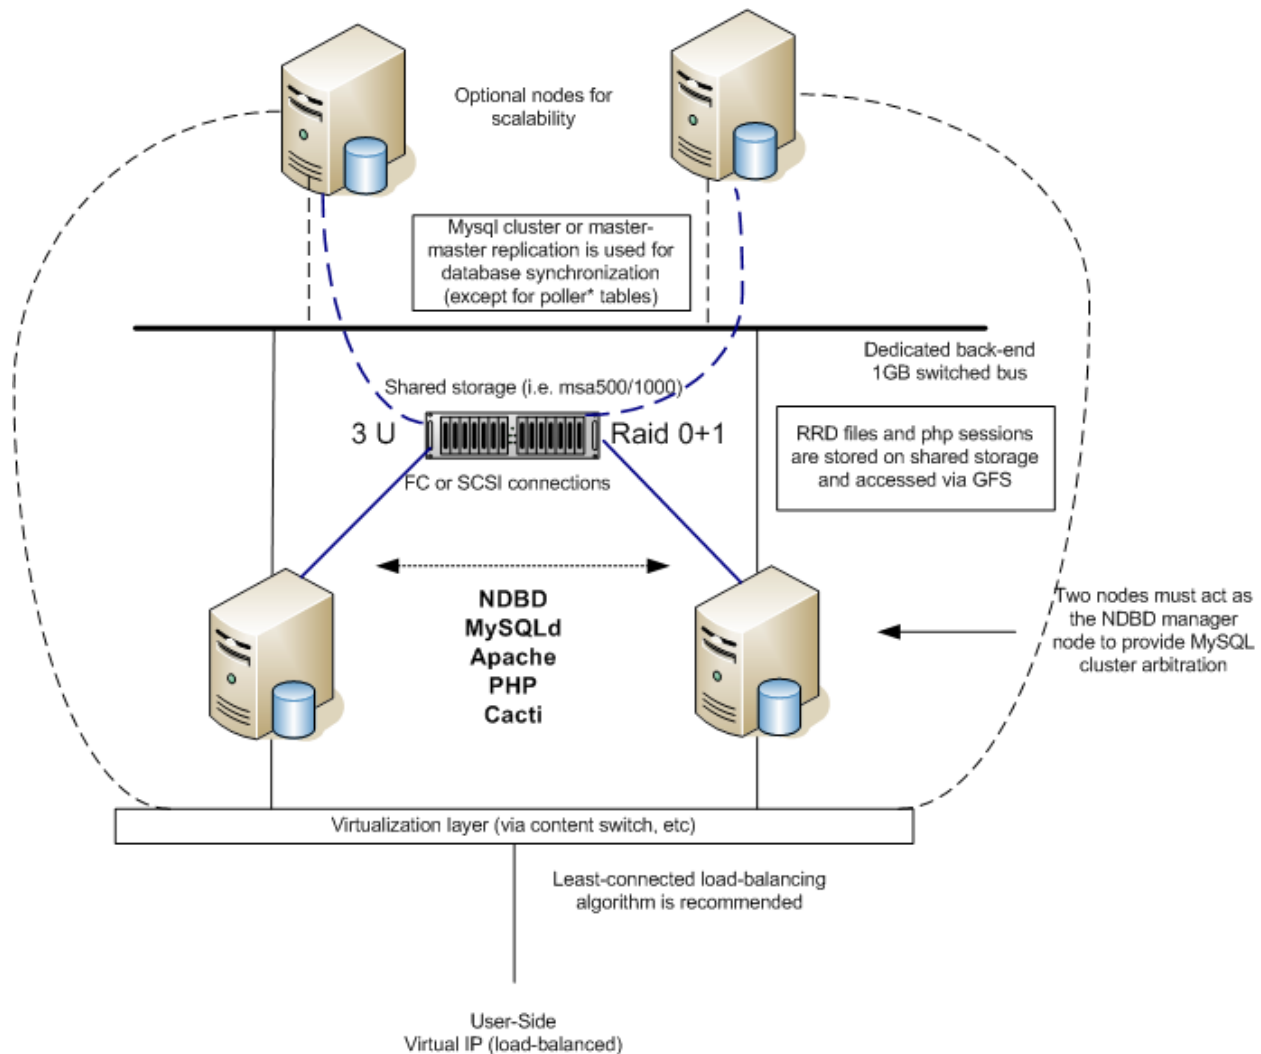 Optional nodes for
scalability
Mysql cluster or master-
master replication is used for
database synchronization
(except for poller* tables)
Dedicated back-end
1GB switched bus
Shared storage (i.e. msa500/1000)
3 U
Raid 0+1
FC or SCSI connections
RRD files and php sessions
are stored on shared storage
and accessed via GFS
NDBD
MySQLd
Apache
PHP
Cacti
Two nodes must act as
the NDBD manager
node to provide MySQL
cluster arbitration
Virtualization layer (via content switch, etc)
Least-connected load-balancing
algorithm is recommended
User-Side
Virtual IP (load-balanced)